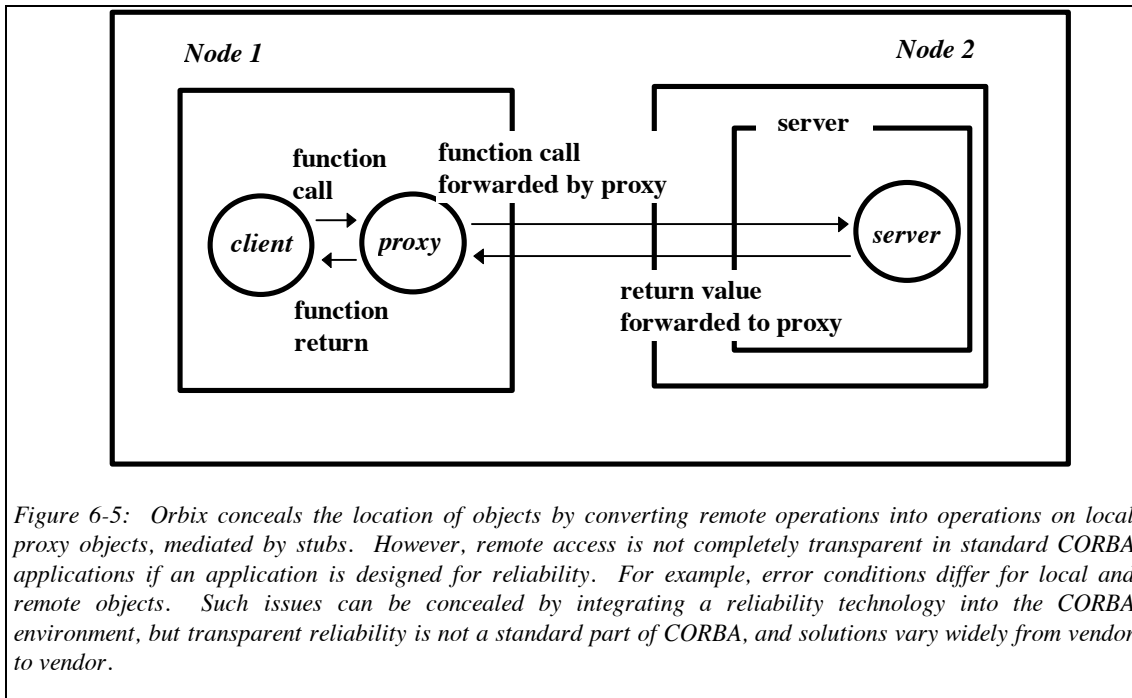 Node 1
Node 2
server
function
call
function call
forwarded by proxy
client
proxy
server
function
return
return value
forwarded to proxy
Figure 6-5: Orbix conceals the location of objects by converting remote operations into operations on local
proxy objects, mediated by stubs. However, remote access is not completely transparent in standard CORBA
applications if an application is designed for reliability. For example, error conditions differ for local and
remote objects. Such issues can be concealed by integrating a reliability technology into the CORBA
environment, but transparent reliability is not a standard part of CORBA, and solutions vary widely from vendor
to vendor.